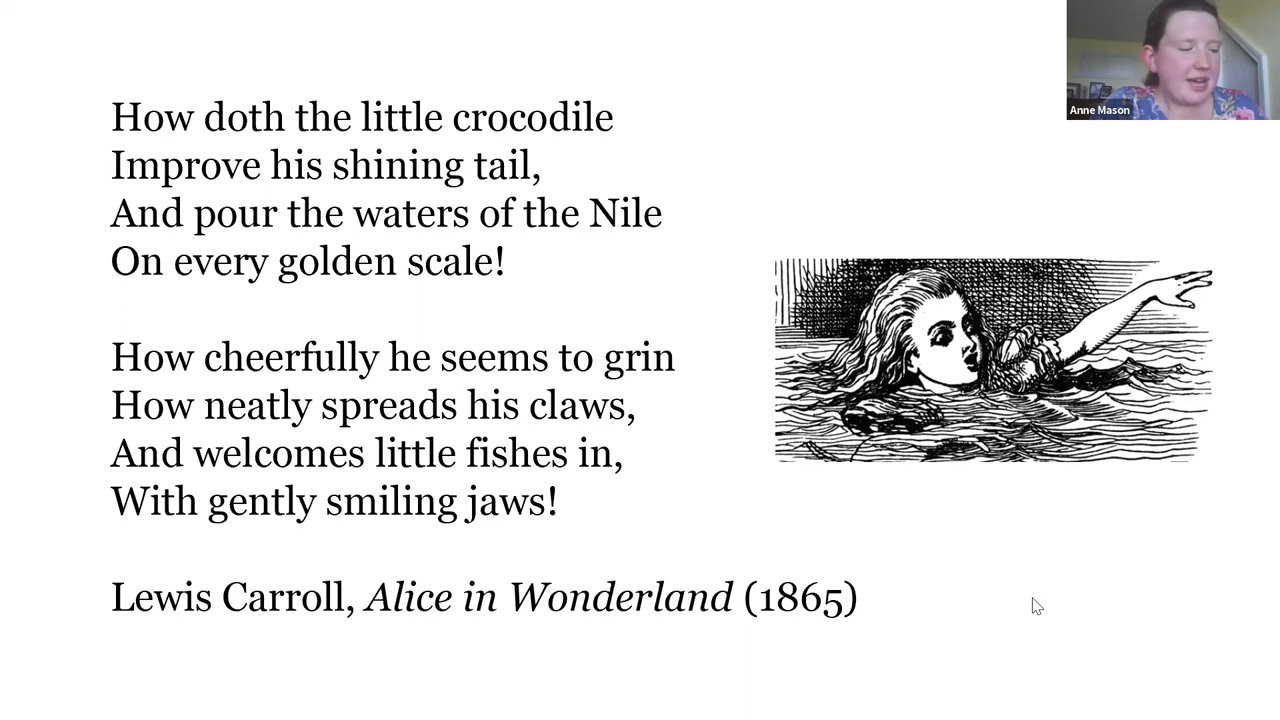 How doth the little crocodile
Improve his shining tail,
And pour the waters of the Nile
On every golden scale!
How cheerfully he seems to grin
How neatly spreads his claws,
And welcomes little fishes in,
With gently smiling jaws!
Lewis Carroll, Alice in Wonderland (1865)
Anne Mason